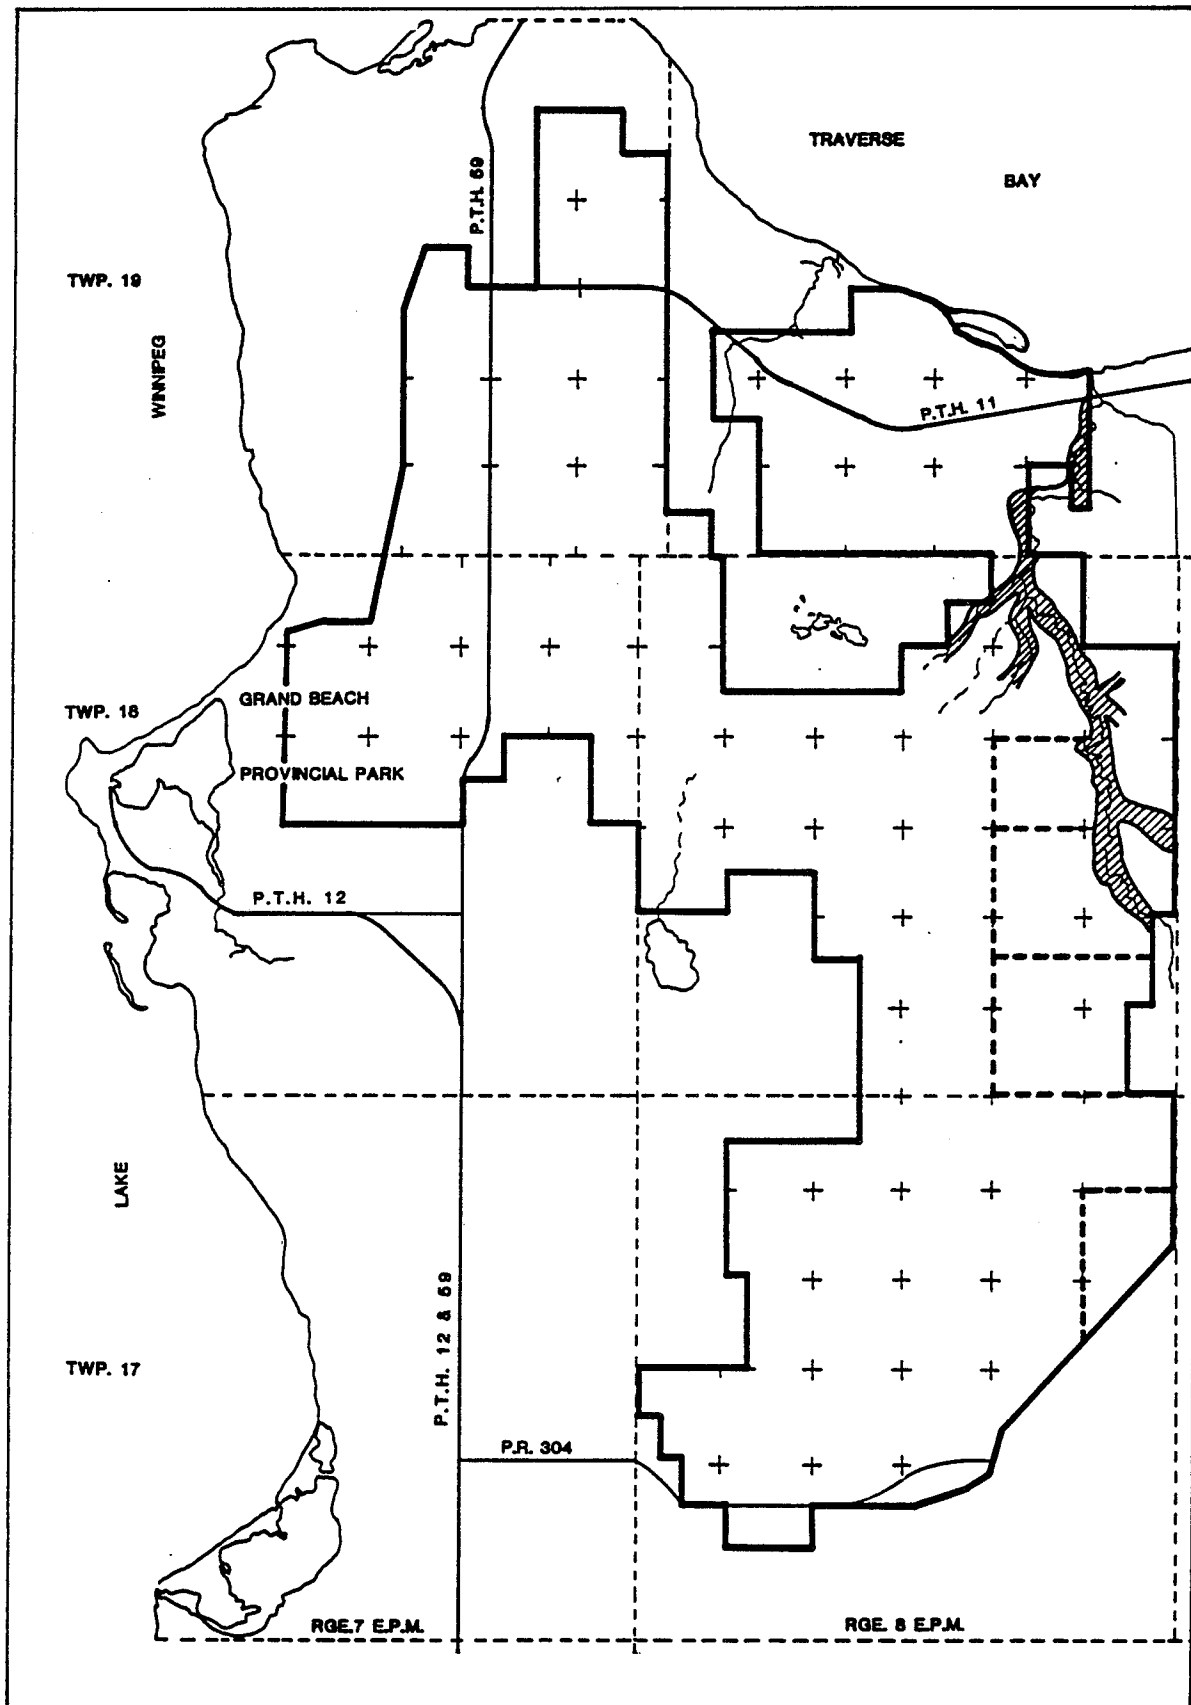 TRAVERSE
BAY
P.T.H. 59
TWP. 19
WINNIPEG
P.T.H. 11
GRAND BEACH
TWP. 18
PROVINCIAL PARK
P.T.H. 12
LAKE
P.T.H. 12 & 59
TWP. 17
P.R. 304
RGE.7 E.P.M.
RGE. 8 E.P.M.